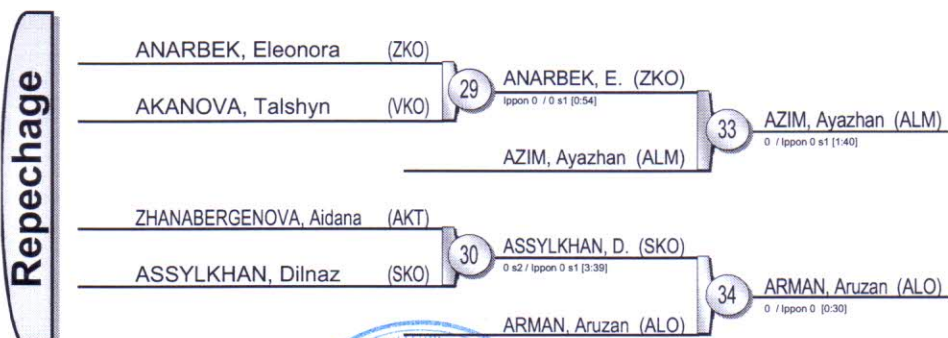 Repechage
ANARBEK, Eleonora (ZKO)
AKANOVA, Talshyn (VKO)
29
ANARBEK, E. (ZKO)
Ippon 0 / 0 s1 [0:54]
AZIM, Ayazhan (ALM)
33
AZIM, Ayazhan (ALM)
0 / Ippon 0 s1 [1:40]
ZHANABERGENOVA, Aidana (AKT)
ASSYLKHAN, Dilnaz (SKO)
30
ASSYLKHAN, D. (SKO)
0 s2 / Ippon 0 s1 [3:39]
ARMAN, Aruzan (ALO)
34
ARMAN, Aruzan (ALO)
0 / Ippon 0 [0:30]